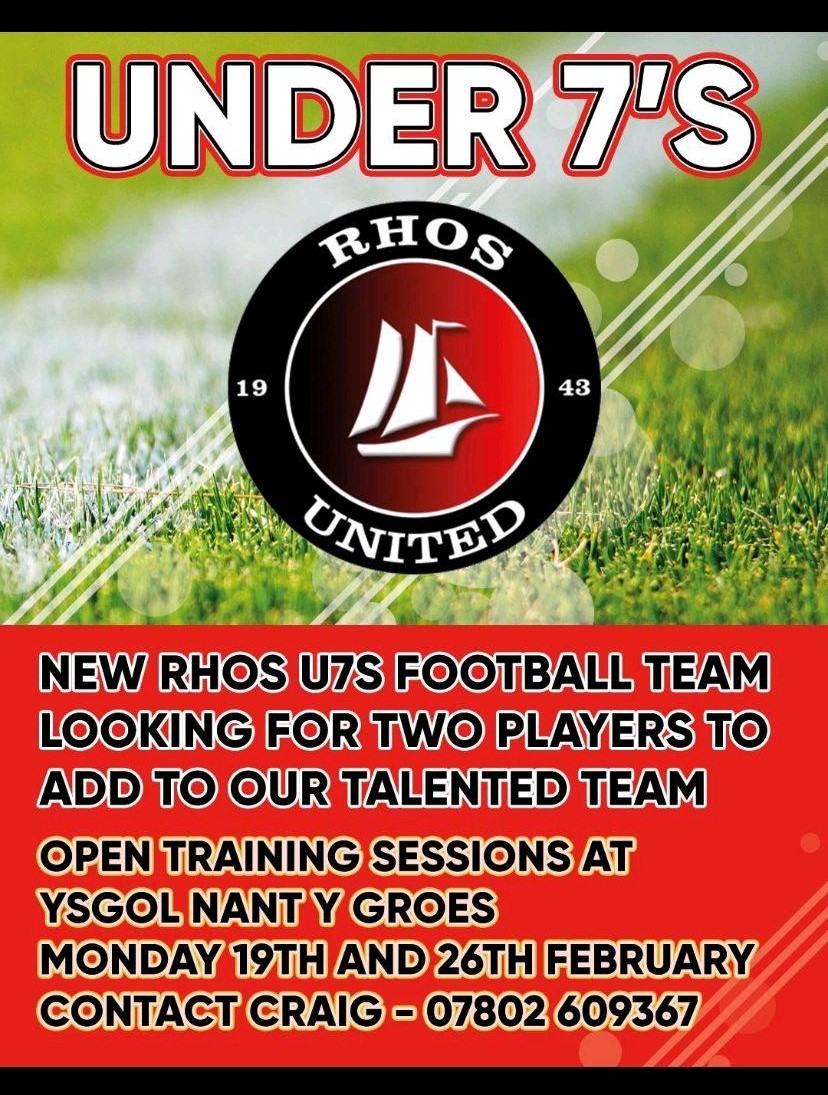 UNDER 7'S
RHOS
19 43
UNITED
NEW RHOS U7S FOOTBALL TEAM
LOOKING FOR TWO PLAYERS TO
ADD TO OUR TALENTED TEAM
OPEN TRAINING SESSIONS AT
YSGOL NANT Y GROES
MONDAY 19TH AND 26TH FEBRUARY
CONTACT CRAIG - 07802 609367